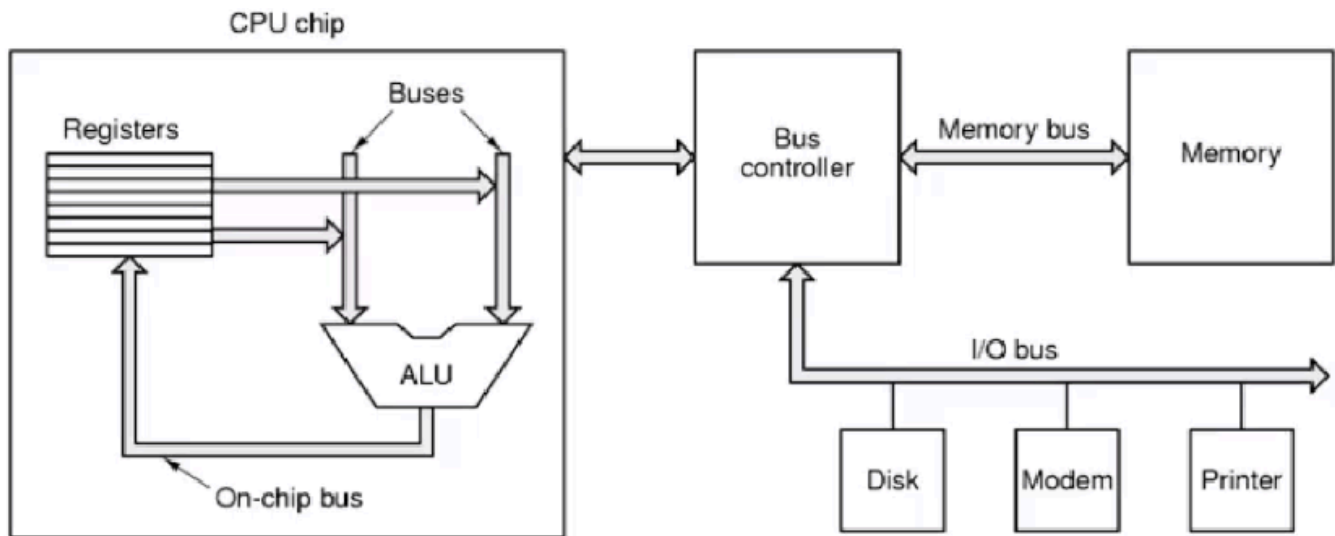 CPU chip
Buses
Registers
ALU
On-chip bus
Bus
controller
Memory bus
Memory
I/O bus
Disk
Modem
Printer